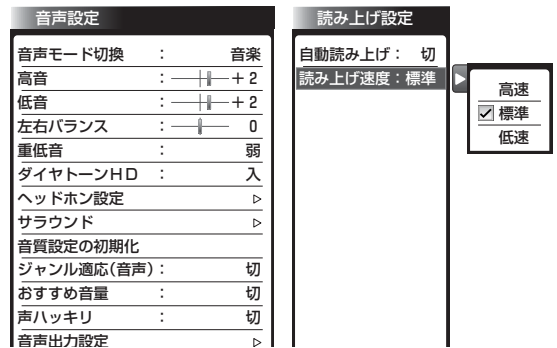 音声設定
音声モード切換 : 音楽
高音 : +2
低音 : +2
左右バランス : 0
重低音 : 弱
ダイヤトーンHD : 入
ヘッドホン設定
サラウンド
音質設定の初期化
ジャンル適応(音声): 切
おすすめ音量 : 切
声ハッキリ : 切
音声出力設定
読み上げ設定
自動読み上げ: 切
読み上げ速度:標準
高速
標準
低速